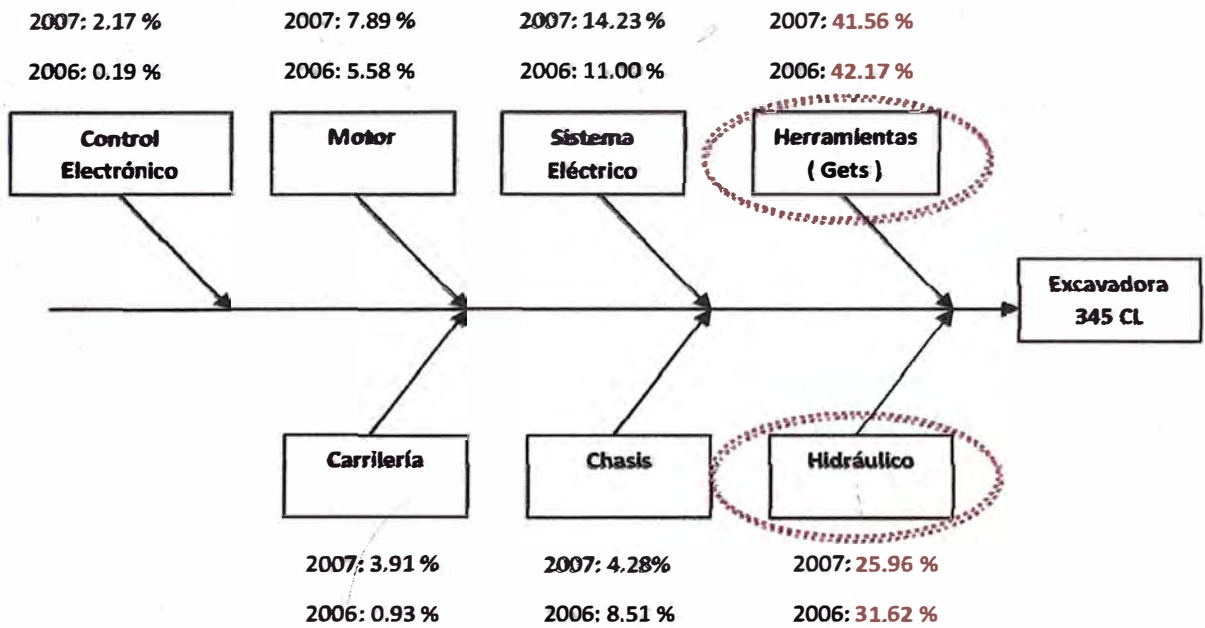 2007: 2.17 %
2006: 0.19 %
2007: 7.89 %
2006: 5.58 %
2007: 14.23 %
2006: 11.00 %
2007: 41.56 %
2006: 42.17 %
Control
Electrónico
Motor
Sistema
Eléctrico
Herramientas
( Gets )
Excavadora
345 CL
Carrilería
Chasis
Hidráulico
2007: 3.91 %
2006: 0.93 %
2007: 4.28%
2006: 8.51 %
2007: 25.96 %
2006: 31.62 %